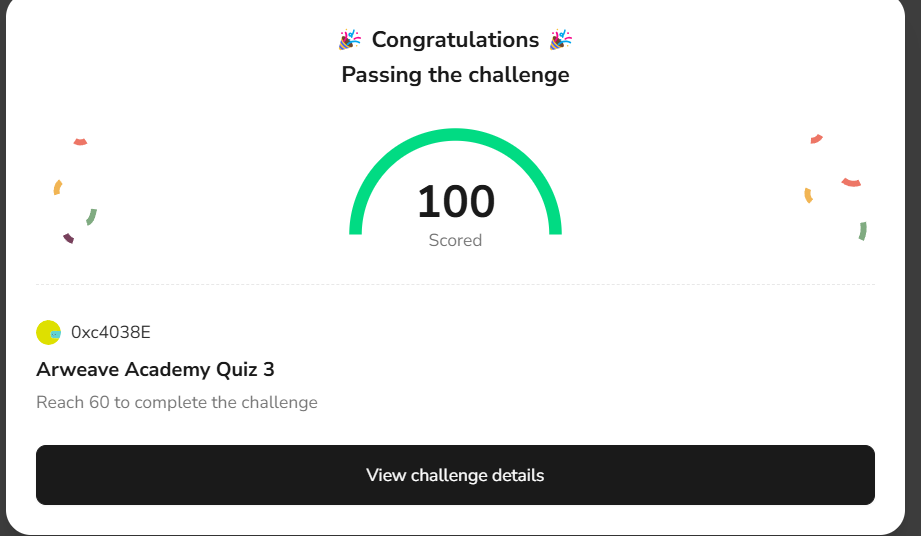 🎉 Congratulations 🎉
Passing the challenge
100
Scored
0xc4038E
Arweave Academy Quiz 3
Reach 60 to complete the challenge
View challenge details